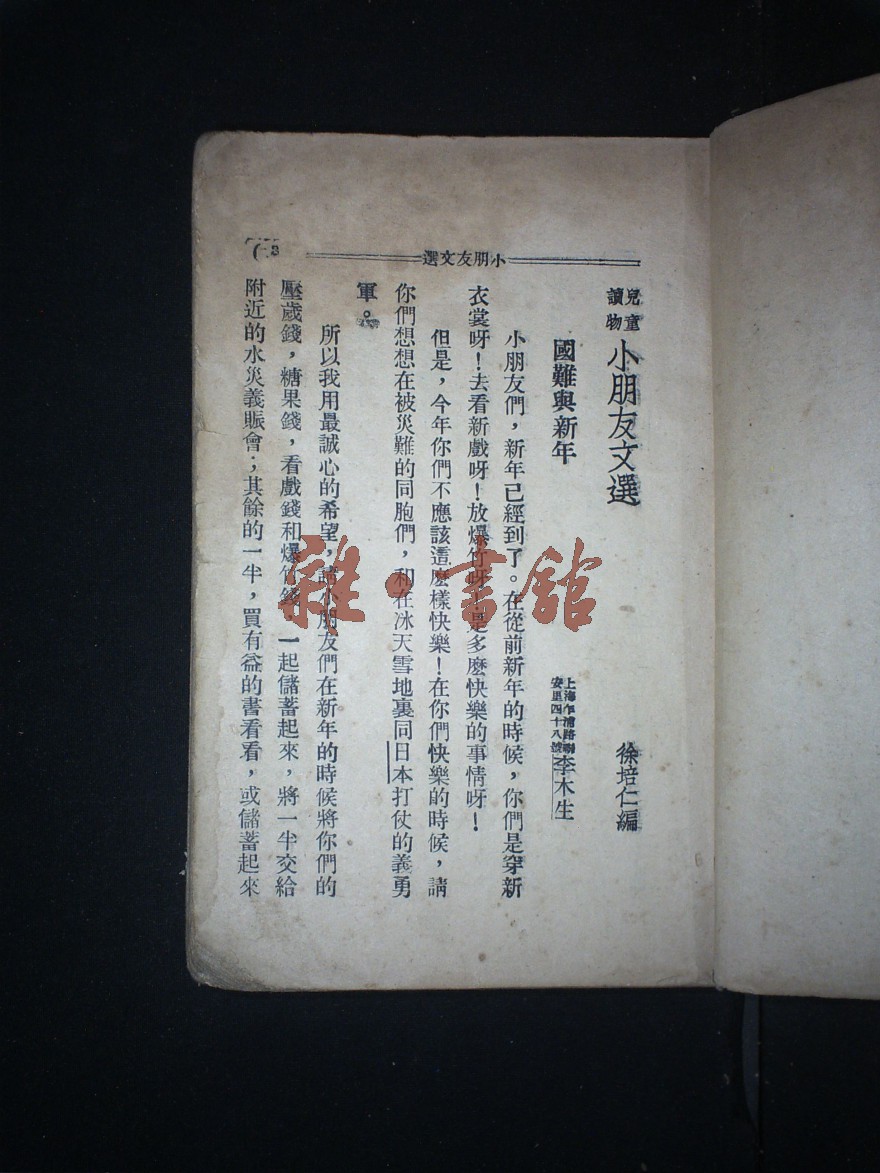 小朋友文選
兒童
讀物
小朋友文選
徐培仁編
國難與新年
上海乍浦路聯
安里四十八號
李木生
小朋友們,新年已經到了。在從前新年的時候,你們是穿新
衣裳呀!去看新戲呀!放爆竹呀!是多麼快樂的事情呀!
但是,今年你們不應該這麼樣快樂!在你們快樂的時候,請
你們想想在被災難的同胞們,和在冰天雪地裏同日本打仗的義勇
軍。
所以我用最誠心的希望,請小朋友們在新年的時候將你們的
壓歲錢,糖果錢,看戲錢和爆竹錢,一起儲蓄起來,將一半交給
附近的水災義賑會;其餘的一半,買有益的書看看,或儲蓄起來
雜·書館